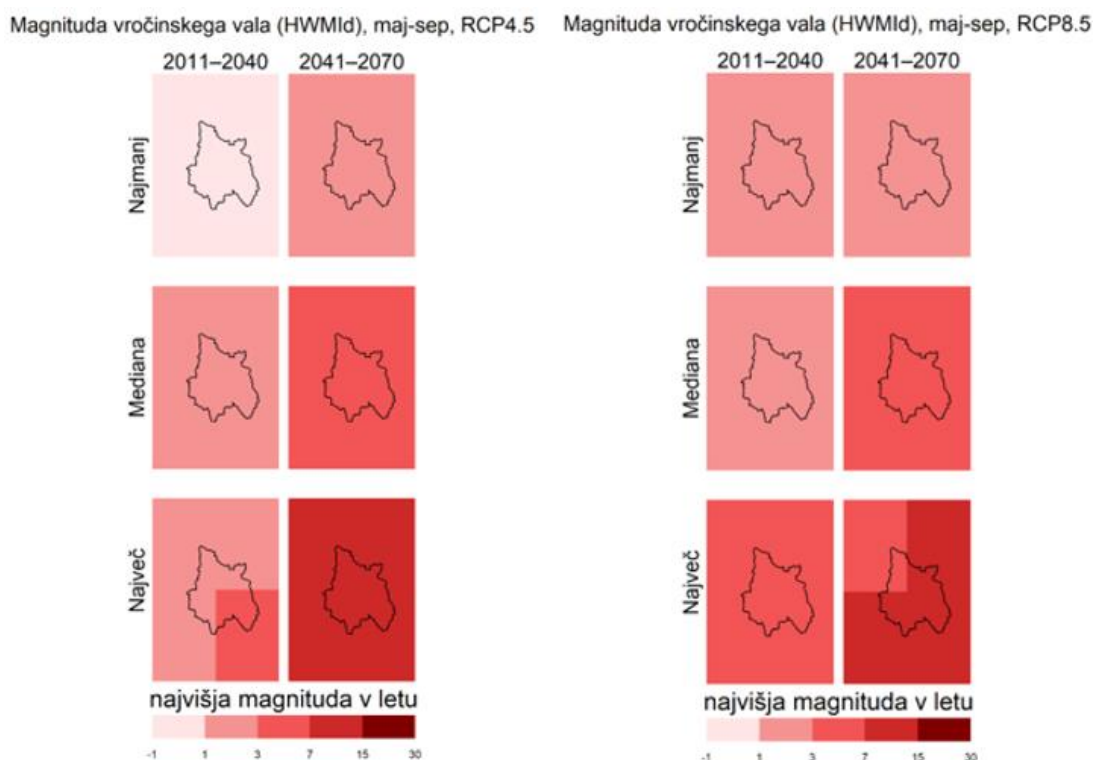 Magnituda vročinskega vala (HWMId), maj-sep, RCP4.5
2011–2040 2041–2070
Najmanj
Mediana
Največ
najvišja magnituda v letu
-1 1 3 7 15 30
Magnituda vročinskega vala (HWMId), maj-sep, RCP8.5
2011–2040 2041–2070
Najmanj
Mediana
Največ
najvišja magnituda v letu
-1 1 3 7 15 30